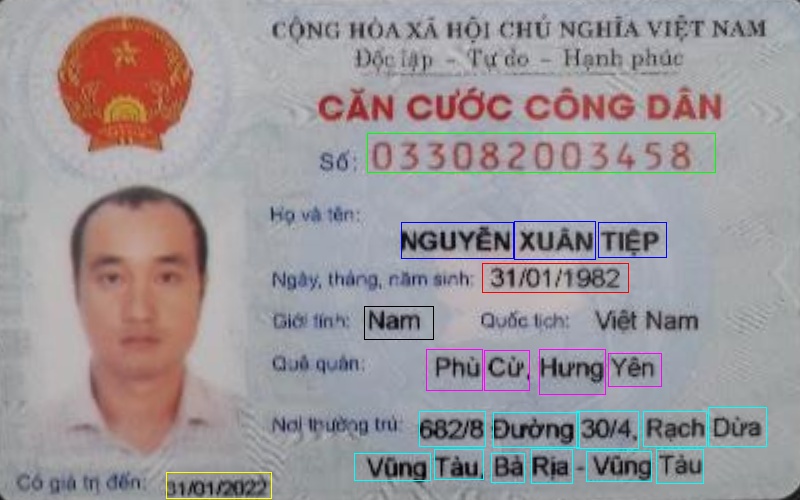 CỘNG HÒA XÃ HỘI CHỦ NGHĨA VIỆT NAM
Độc lập - Tự do - Hạnh phúc
CĂN CƯỚC CÔNG DÂN
Số: 033082003458
Họ và tên:
NGUYỄN XUÂN TIỆP
Ngày, tháng, năm sinh: 31/01/1982
Giới tính: Nam Quốc tịch: Việt Nam
Quê quán: Phù Cừ, Hưng Yên
Nơi thường trú: 682/8 Đường 30/4, Rạch Dừa
Vũng Tàu, Bà Rịa - Vũng Tàu
Có giá trị đến: 31/01/2022